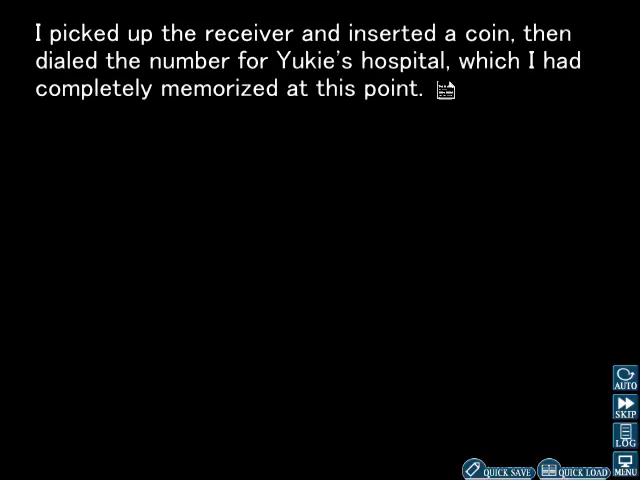 I picked up the receiver and inserted a coin, then
dialed the number for Yukie's hospital, which I had
completely memorized at this point.
AUTO
SKIP
LOG
MENU
QUICK SAVE
QUICK LOAD